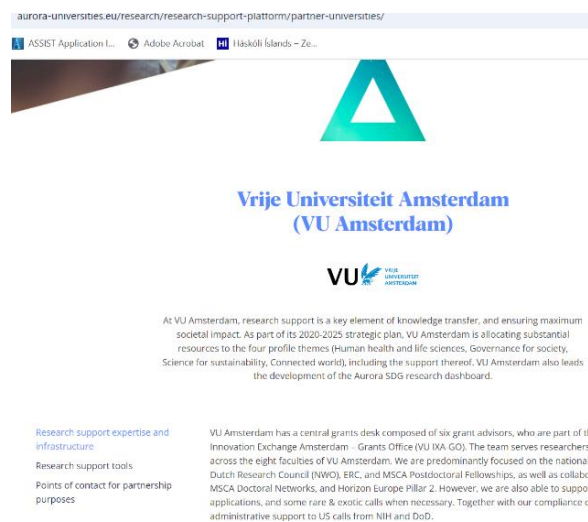 aurora-universities.eu/research/research-support-platform/partner-universities/
ASSIST Application I... Adobe Acrobat HI Háskóli Íslands – Ze...
Vrije Universiteit Amsterdam
(VU Amsterdam)
VU VRIJE
UNIVERSITEIT
AMSTERDAM
At VU Amsterdam, research support is a key element of knowledge transfer, and ensuring maximum
societal impact. As part of its 2020-2025 strategic plan, VU Amsterdam is allocating substantial
resources to the four profile themes (Human health and life sciences, Governance for society,
Science for sustainability, Connected world), including the support thereof. VU Amsterdam also leads
the development of the Aurora SDG research dashboard.
Research support expertise and
infrastructure
Research support tools
Points of contact for partnership
purposes
VU Amsterdam has a central grants desk composed of six grant advisors, who are part of th
Innovation Exchange Amsterdam – Grants Office (VU IXA GO). The team serves researchers
across the eight faculties of VU Amsterdam. We are predominantly focused on the national
Dutch Research Council (NWO), ERC, and MSCA Postdoctoral Fellowships, as well as collabo
MSCA Doctoral Networks, and Horizon Europe Pillar 2. However, we are also able to suppo
applications, and some rare & exotic calls when necessary. Together with our compliance o
administrative support to US calls from NIH and DoD.